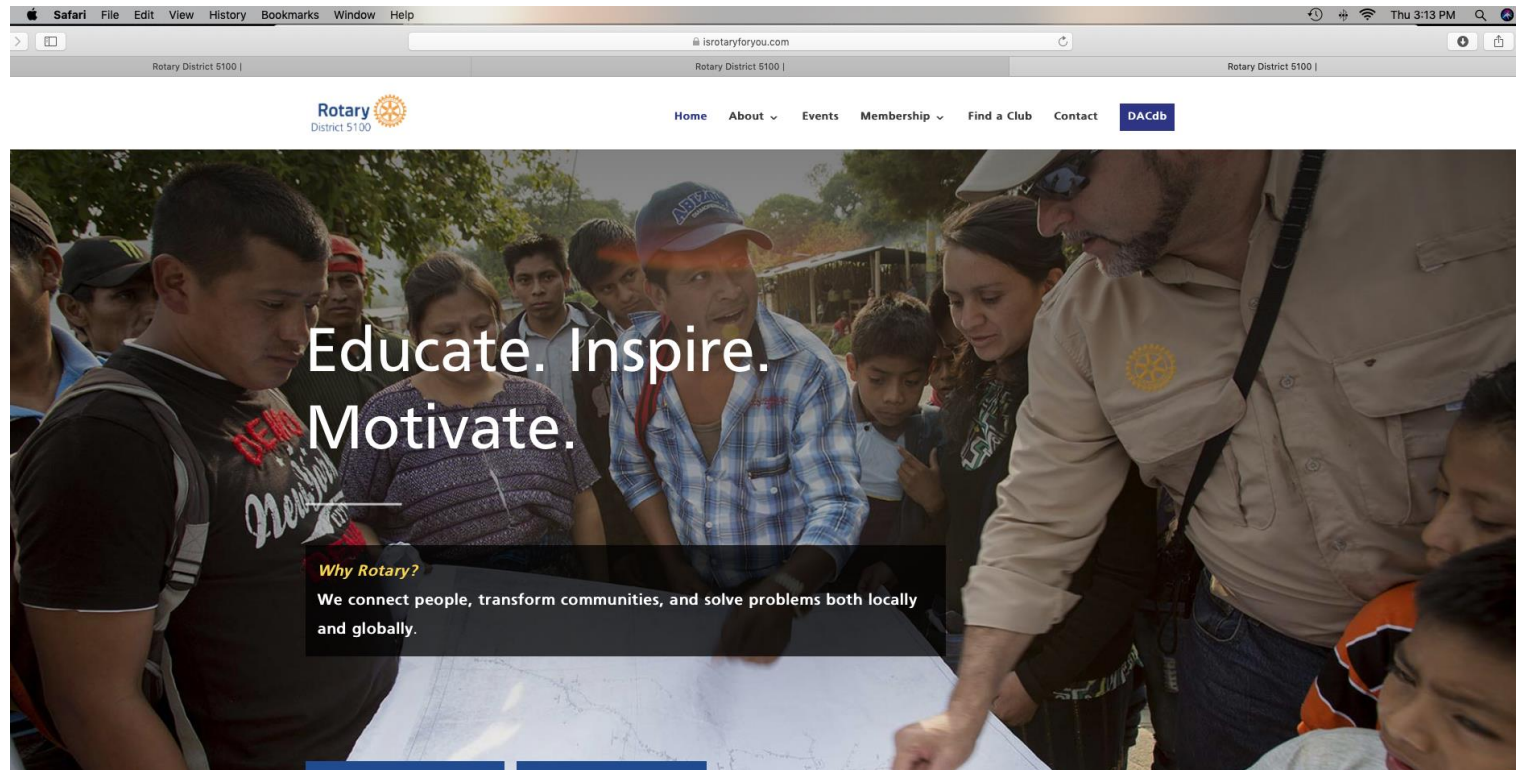 Safari File Edit View History Bookmarks Window Help Thu 3:13 PM
isrotaryforyou.com
Rotary District 5100 | Rotary District 5100 | Rotary District 5100 |
Rotary
District 5100
Home About Events Membership Find a Club Contact DACdb
Educate. Inspire.
Motivate.
Why Rotary?
We connect people, transform communities, and solve problems both locally
and globally.